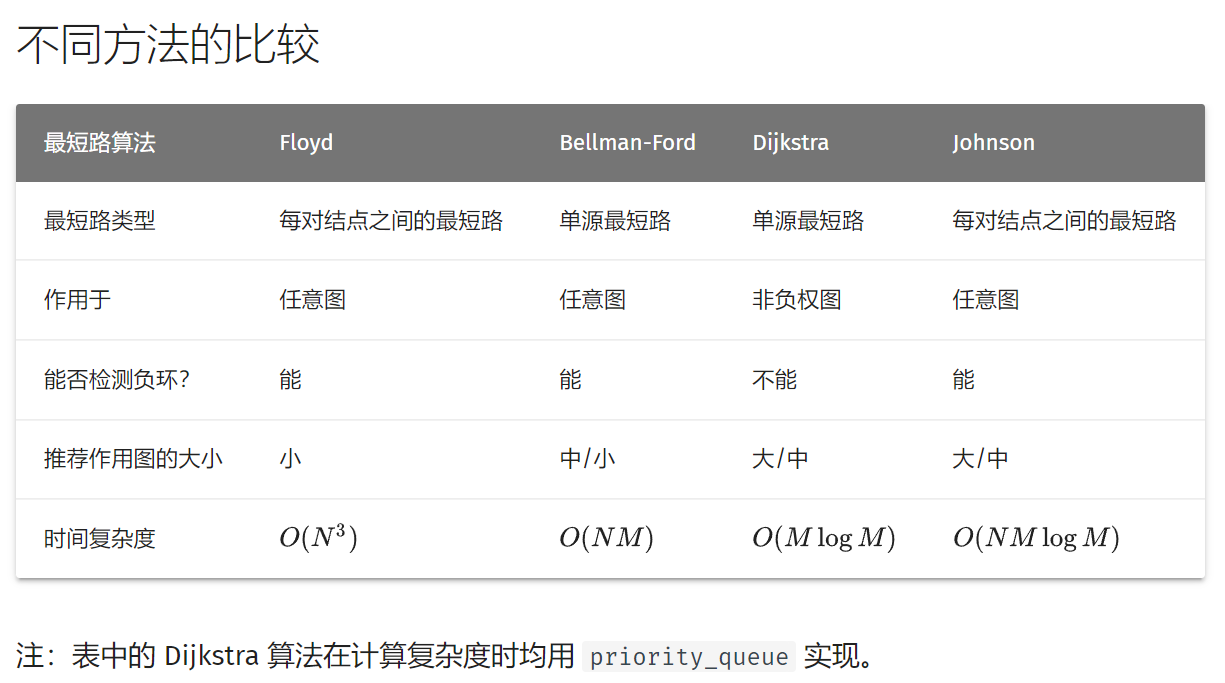 不同方法的比较
最短路算法 Floyd Bellman-Ford Dijkstra Johnson
最短路类型 每对结点之间的最短路 单源最短路 单源最短路 每对结点之间的最短路
作用于 任意图 任意图 非负权图 任意图
能否检测负环？ 能 能 不能 能
推荐作用图的大小 小 中/小 大/中 大/中
时间复杂度 O(N³) O(NM) O(M log M) O(NM log M)
注：表中的 Dijkstra 算法在计算复杂度时均用 priority_queue 实现。